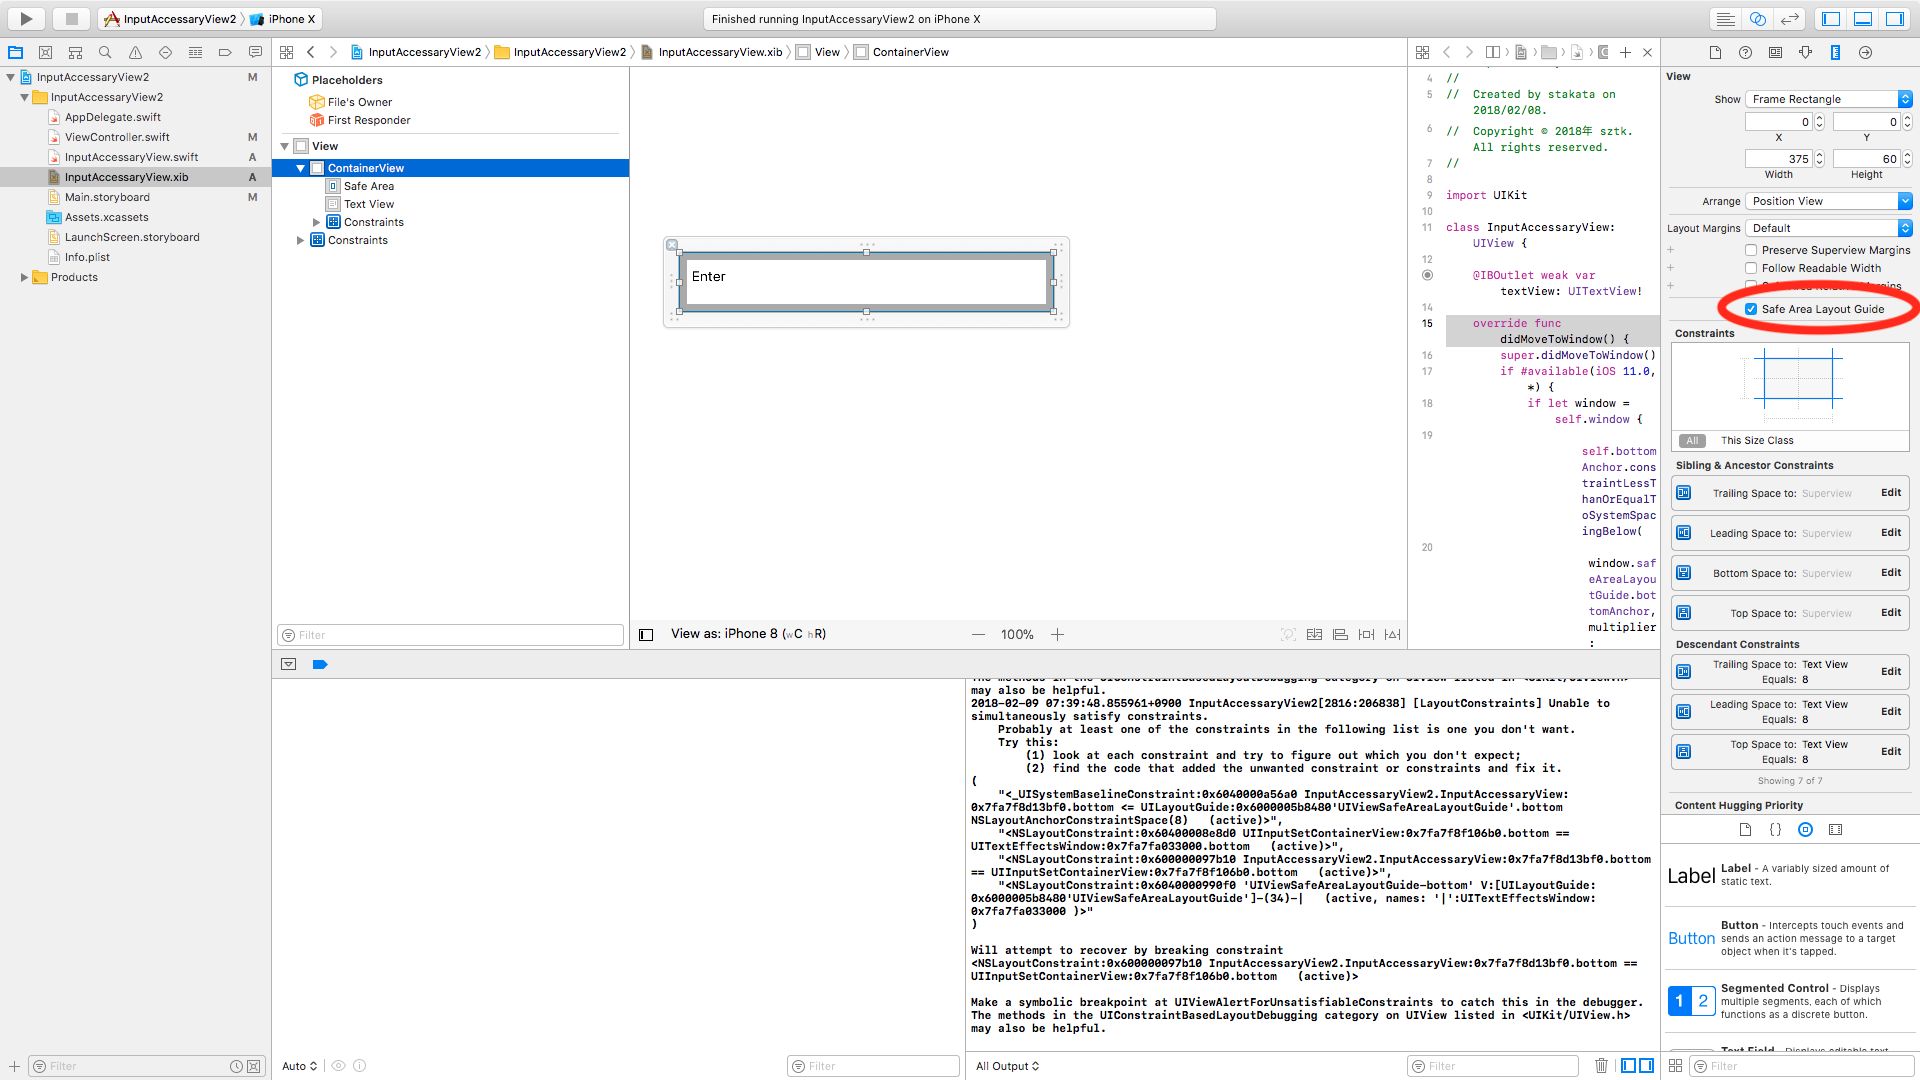 InputAccessaryView2 iPhone X
Finished running InputAccessaryView2 on iPhone X
InputAccessaryView2 M
InputAccessaryView2
AppDelegate.swift
ViewController.swift M
InputAccessaryView.swift A
InputAccessaryView.xib A
Main.storyboard M
Assets.xcassets
LaunchScreen.storyboard
Info.plist
Products
Filter
InputAccessaryView2 InputAccessaryView2 InputAccessaryView.xib View ContainerView
Placeholders
File's Owner
First Responder
View
ContainerView
Safe Area
Text View
Constraints
Constraints
Filter
Enter
View as: iPhone 8 (wC hR)
100%
4 //
5 // Created by stakata on
2018/02/08.
6 // Copyright © 2018年 sztk.
All rights reserved.
7 //
8
9 import UIKit
10
11 class InputAccessaryView:
UIView {
12
@IBOutlet weak var
textView: UITextView!
14
15 override func
didMoveToWindow() {
16 super.didMoveToWindow()
17 if #available(iOS 11.0,
*) {
18 if let window =
self.window {
19
self.bottom
Anchor.cons
traintLessT
hanOrEqualT
oSystemSpac
ingBelow(
20
window.saf
eAreaLayou
tGuide.bot
tomAnchor,
multiplier
:
View
Show Frame Rectangle
0 0
X Y
375 60
Width Height
Arrange Position View
Layout Margins Default
Preserve Superview Margins
Follow Readable Width
Safe Area Layout Guide
Constraints
All This Size Class
Sibling & Ancestor Constraints
Trailing Space to: Superview Edit
Leading Space to: Superview Edit
Bottom Space to: Superview Edit
Top Space to: Superview Edit
Descendant Constraints
Trailing Space to: Text View
Equals: 8 Edit
Leading Space to: Text View
Equals: 8 Edit
Top Space to: Text View
Equals: 8 Edit
Showing 7 of 7
Content Hugging Priority
Label Label - A variably sized amount of
static text.
Button Button - Intercepts touch events and
sends an action message to a target
object when it's tapped.
1 2 Segmented Control - Displays
multiple segments, each of which
functions as a discrete button.
Text Field - Displays editable text
Filter
The methods in the UIConstraintBasedLayoutDebugging category on UIView listed in <UIKit/UIView.h>
may also be helpful.
2018-02-09 07:39:48.855961+0900 InputAccessaryView2[2816:206838] [LayoutConstraints] Unable to
simultaneously satisfy constraints.
Probably at least one of the constraints in the following list is one you don't want.
Try this:
(1) look at each constraint and try to figure out which you don't expect;
(2) find the code that added the unwanted constraint or constraints and fix it.
(
"<_UISystemBaselineConstraint:0x6040000a56a0 InputAccessaryView2.InputAccessaryView:
0x7fa7f8d13bf0.bottom <= UILayoutGuide:0x6000005b8480'UIViewSafeAreaLayoutGuide'.bottom
NSLayoutAnchorConstraintSpace(8) (active)>",
"<NSLayoutConstraint:0x60400008e8d0 UIInputSetContainerView:0x7fa7f8f106b0.bottom ==
UITextEffectsWindow:0x7fa7fa033000.bottom (active)>",
"<NSLayoutConstraint:0x600000097b10 InputAccessaryView2.InputAccessaryView:0x7fa7f8d13bf0.bottom
== UIInputSetContainerView:0x7fa7f8f106b0.bottom (active)>",
"<NSLayoutConstraint:0x6040000990f0 'UIViewSafeAreaLayoutGuide-bottom' V:[UILayoutGuide:
0x6000005b8480'UIViewSafeAreaLayoutGuide']-(34)-| (active, names: '|':UITextEffectsWindow:
0x7fa7fa033000 )>"
)
Will attempt to recover by breaking constraint
<NSLayoutConstraint:0x600000097b10 InputAccessaryView2.InputAccessaryView:0x7fa7f8d13bf0.bottom ==
UIInputSetContainerView:0x7fa7f8f106b0.bottom (active)>
Make a symbolic breakpoint at UIViewAlertForUnsatisfiableConstraints to catch this in the debugger.
The methods in the UIConstraintBasedLayoutDebugging category on UIView listed in <UIKit/UIView.h>
may also be helpful.
Auto
Filter
All Output
Filter